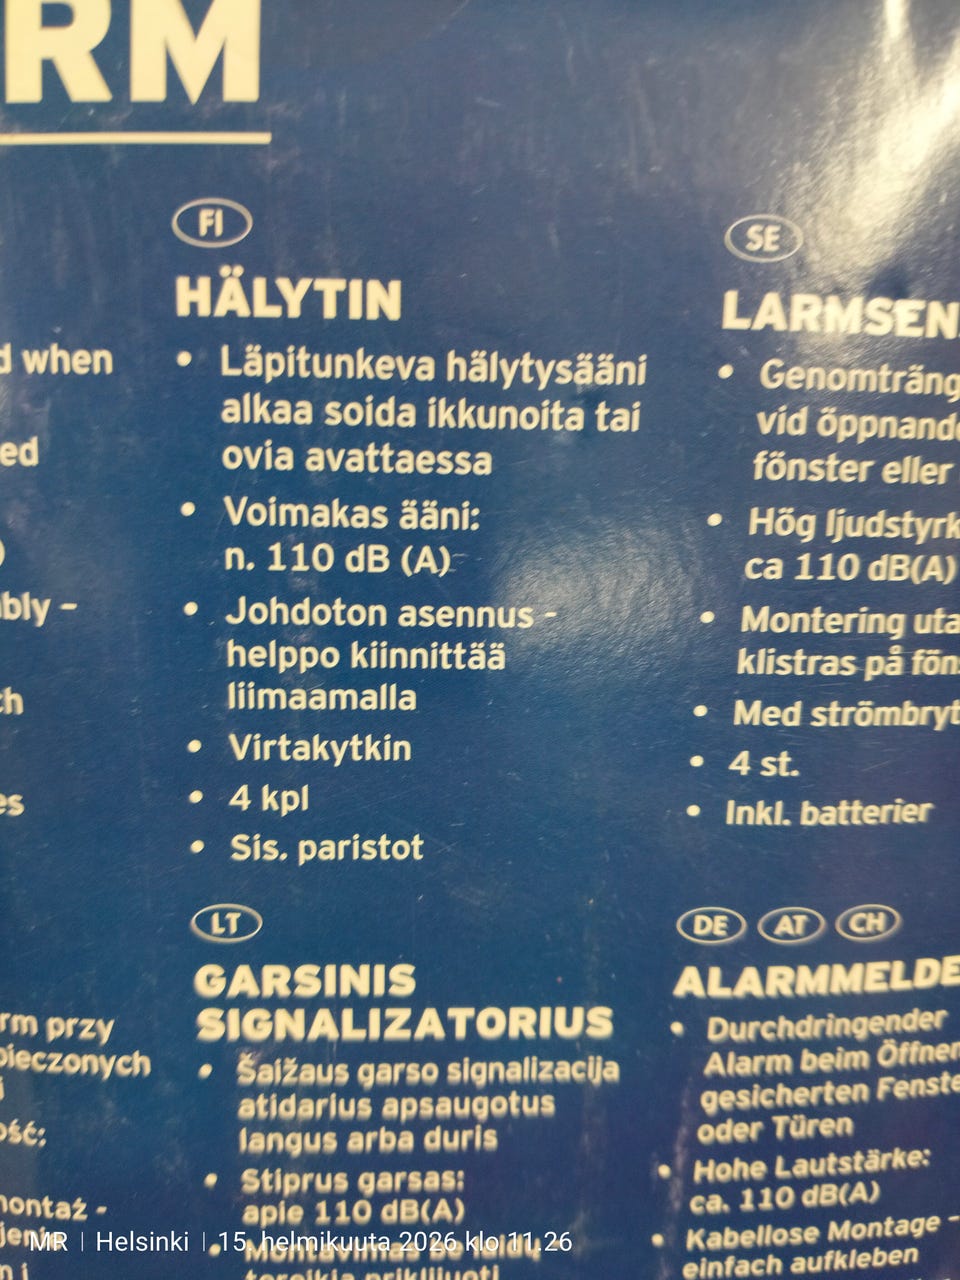 RM
FI
HÄLYTIN
• Läpitunkeva hälytysääni
alkaa soida ikkunoita tai
ovia avattaessa
• Voimakas ääni:
n. 110 dB (A)
• Johdoton asennus -
helppo kiinnittää
liimaamalla
• Virtakytkin
• 4 kpl
• Sis. paristot
SE
LARMSEN
• Genomträng
vid öppnand
fönster eller
• Hög ljudstyrk
ca 110 dB(A)
• Montering uta
klistras på föns
• Med strömbryt
• 4 st.
• Inkl. batterier
d when
ed
)
bly -
ch
es
LT
GARSINIS
SIGNALIZATORIUS
• Šaižaus garso signalizacija
atidarius apsaugotus
langus arba duris
• Stiprus garsas:
apie 110 dB(A)
DE AT CH
ALARMMELDE
• Durchdringender
Alarm beim Öffnen
gesicherten Fenste
oder Türen
• Hohe Lautstärke:
ca. 110 dB(A)
• Kabellose Montage -
einfach aufkleben
rm przy
pieczonych
ość:
montaż -
MR | Helsinki | 15. helmikuuta 2026 klo 11.26